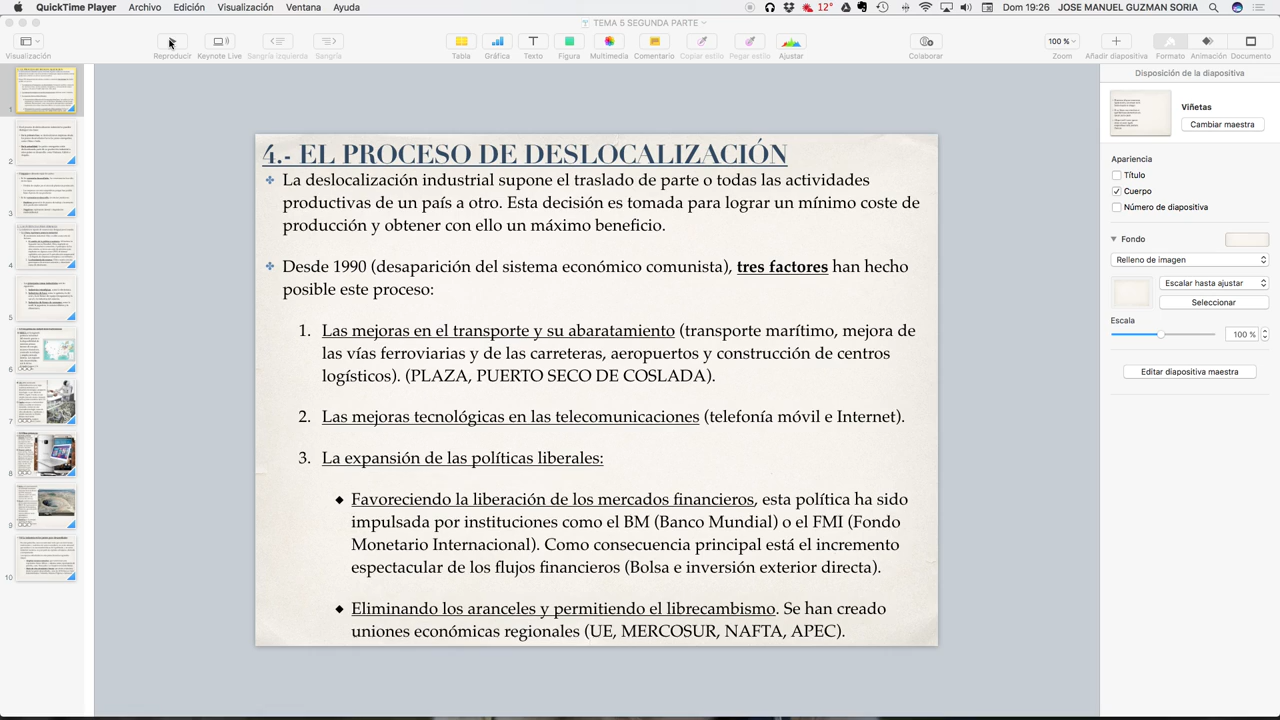 QuickTime Player Archivo Edición Visualización Ventana Ayuda 12° Dom 19:26 JOSE MANUEL GUZMAN SORIA
TEMA 5 SEGUNDA PARTE
100 %
Visualización Reproducir Keynote Live Sangría izquierda Sangría Tabla Gráfica Texto Figura Multimedia Comentario Copiar estilo Pegar estilo Ajustar Colaborar Zoom Añadir diapositiva Formato Animación Documento
Disposición de la diapositiva
Viñetas
Cambiar maestra
Apariencia
Título
Cuerpo
Número de diapositiva
Fondo
Relleno de imagen
Escalar hasta ajustar
Seleccionar
Escala
100 %
Editar diapositiva maestra
1
2
3
4
5
6
7
8
9
10
4.- EL PROCESO DE DESLOCALIZACIÓN
La deslocalización industrial supone el traslado de parte o todas las actividades
productivas de un país a otro. Esta decisión es tomada para lograr un mínimo coste de
producción y obtener con ello un máximo beneficio.
Desde 1990 (desaparición del sistema económico comunista), tres factores han hecho
posible este proceso:
1. Las mejoras en el transporte y su abaratamiento (transporte marítimo, mejora de
las vías ferroviarias y de las carreteras, aeropuertos y construcción de centros
logísticos). (PLAZA, PUERTO SECO DE COSLADA)
2. Las mejoras tecnológicas en las telecomunicaciones (telefonía móvil e Internet).
3. La expansión de las políticas liberales:
Favoreciendo la liberación de los mercados financieros, esta política ha sido
impulsada por instituciones como el BM (Banco Mundial) o el FMI (Fondo
Monetario Internacional). Como consecuencia positiva está el incremento
espectacular de los flujos financieros (bolsa e inversión exterior directa).
Eliminando los aranceles y permitiendo el librecambismo. Se han creado
uniones económicas regionales (UE, MERCOSUR, NAFTA, APEC).